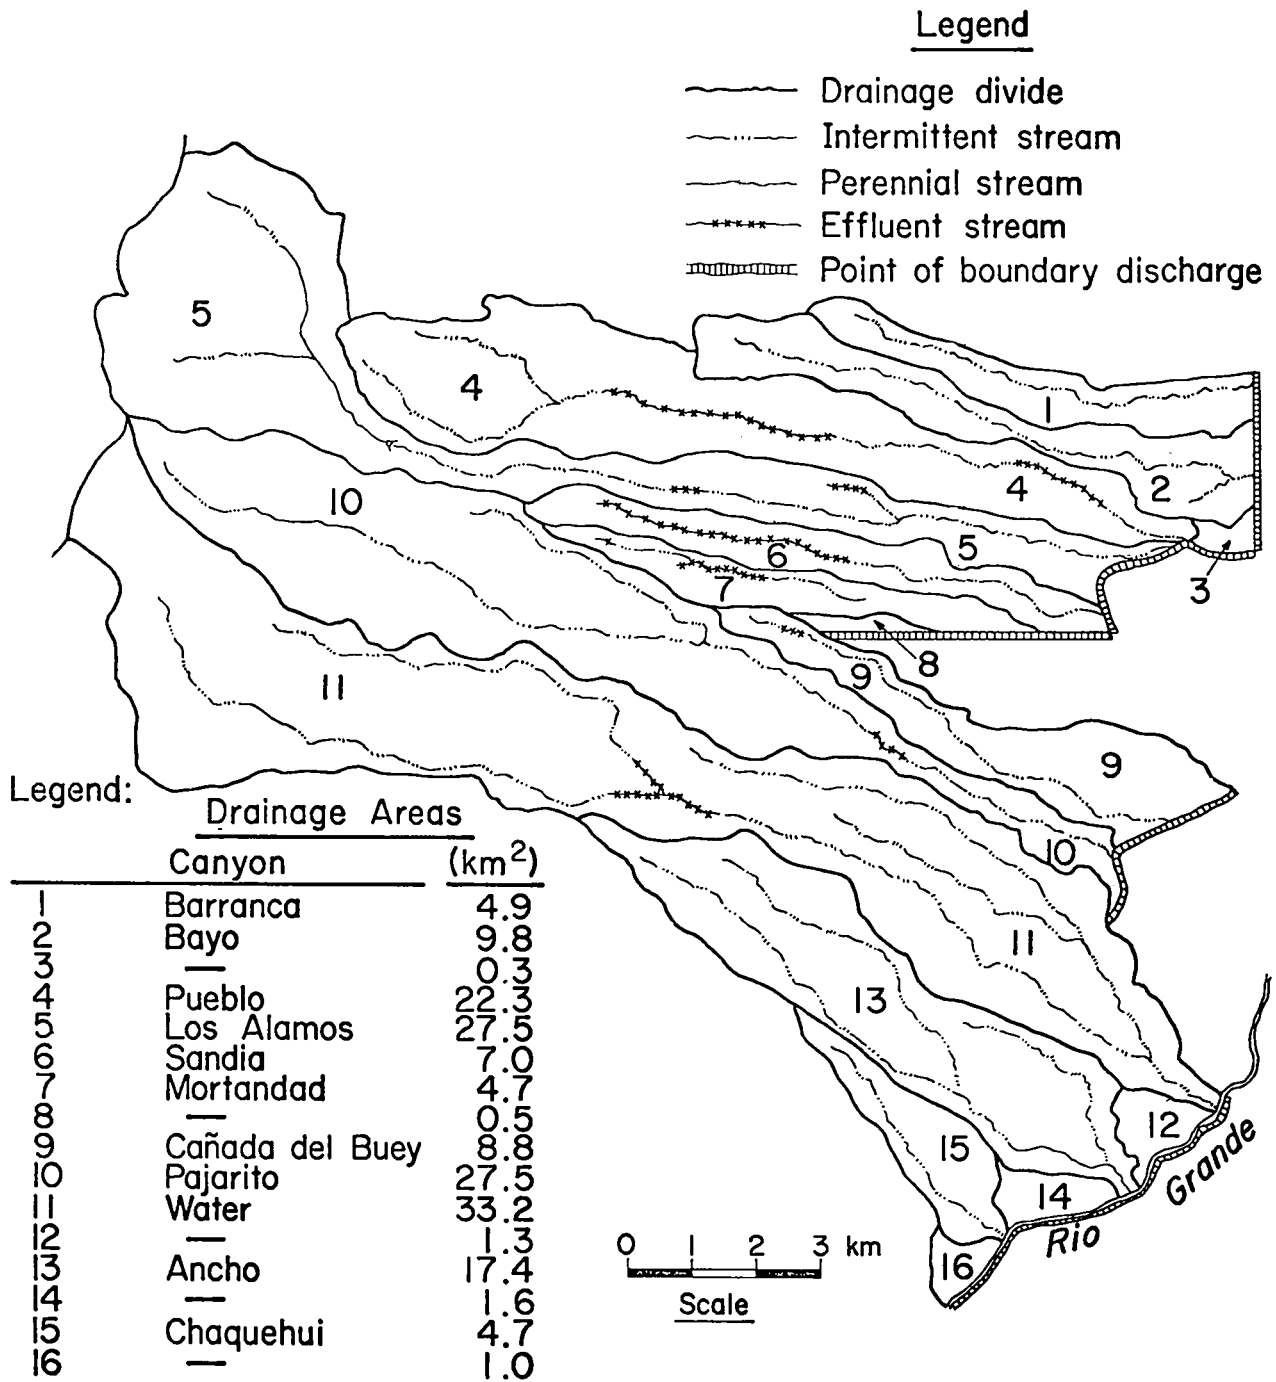 Legend
Drainage divide
Intermittent stream
Perennial stream
Effluent stream
Point of boundary discharge
5
4
1
10
4
2
5
6
3
7
8
9
11
9
10
11
13
12
15
14
16
Rio Grande
0 1 2 3 km
Scale
Legend:
Drainage Areas
Canyon (km²)
1 Barranca 4.9
2 Bayo 9.8
3 — 0.3
4 Pueblo 22.3
5 Los Alamos 27.5
6 Sandia 7.0
7 Mortandad 4.7
8 — 0.5
9 Cañada del Buey 8.8
10 Pajarito 27.5
11 Water 33.2
12 — 1.3
13 Ancho 17.4
14 — 1.6
15 Chaquehui 4.7
16 — 1.0